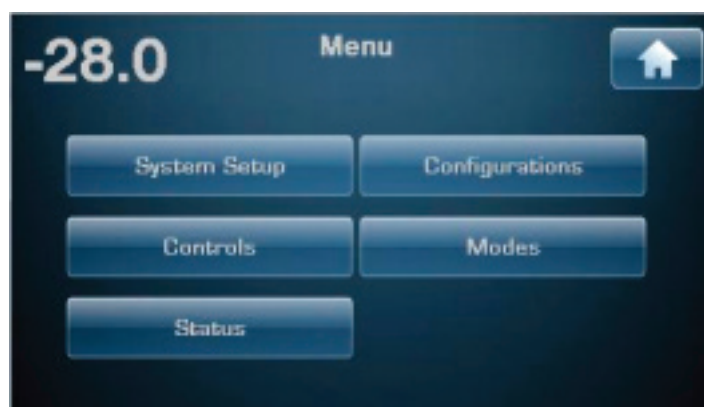 -28.0
Menu
System Setup
Configurations
Controls
Modes
Status